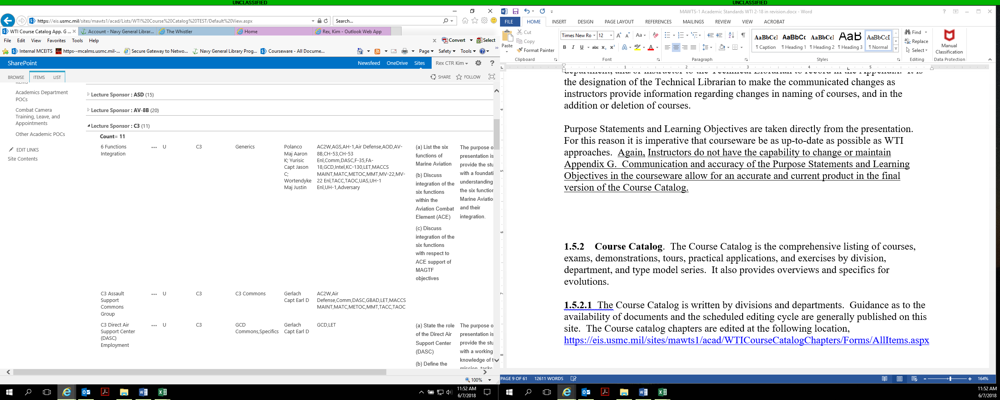 UNCLASSIFIED
https://eis.usmc.mil/sites/mawts1/acad/Lists/WTI%20Course%20Catalog%20TEST/Default%20View.aspx
Search...
WTI Course Catalog App. G ...
Account - Navy General Librar...
The Whistler
Home
Rex, Kim - Outlook Web App
File Edit View Favorites Tools Help
x Convert Select
Internal MCEITS https--mcalms.usmc.mil-... Secure Gateway to Netwo... Navy General Library Prog... Courseware - All Docume...
Page Safety Tools
SharePoint
Newsfeed OneDrive Sites Rex CTR Kim
BROWSE ITEMS LIST
SHARE FOLLOW
Items
Academics Department
POCs
Combat Camera
Training, Leave, and
Appointments
Other Academic POCs
EDIT LINKS
Site Contents
Lecture Sponsor : ASD (15)
Lecture Sponsor : AV-8B (20)
Lecture Sponsor : C3 (11)
Count= 11
6 Functions
Integration
...
U
C3
Generics
Polanco
Maj Aaron
K; Yurisic
Capt Jason
C;
Wortendyke
Maj Justin
AC2W,AGS,AH-1,Air Defense,AOD,AV-
8B,CH-53,CH-53
Enl,Comm,DASC,F-35,FA-
18,GCD,Intel,KC-130,LET,MACCS
MAINT,MATC,METOC,MMT,MV-22,MV-
22 Enl,TACC,TAOC,UAS,UH-1
Enl,UH-1,Adversary
(a) List the six
functions of
Marine Aviation
(b) Discuss
integration of the
six functions
within the
Aviation Combat
Element (ACE)
(c) Discuss
integration of the
six functions
with respect to
ACE support of
MAGTF
objectives
The purpose o
presentation is
provide the stu
with a foundati
understanding
the six functior
Marine Aviatio
and their
integration.
C3 Assault
Support
Commons
Group
...
U
C3
C3 Commons
Gerlach
Capt Earl D
AC2W,Air
Defense,Comm,DASC,GBAD,LET,MACCS
MAINT,MATC,METOC,MMT,TACC,TAOC
C3 Direct Air
Support Center
(DASC)
Employment
...
U
C3
GCD
Commons,Specifics
Gerlach
Capt Earl D
GCD,LET
(a) State the role
of the Direct Air
Support Center
(DASC)
(b) Define the
The purpose o
presentation is
provide the stu
with a working
knowledge of t
mission, tasks
100%
11:52 AM
6/7/2018
UNCLASSIFIED
MAWTS-1 Academic Standards WTI 2-18 in revision.docx - Word
FILE HOME INSERT DESIGN PAGE LAYOUT REFERENCES MAILINGS REVIEW VIEW ACROBAT
Paste
Cut
Copy
Format Painter
Clipboard
Times New Ro 12
B I U abc x₂ x²
Font
Paragraph
AaBbCcI ¶ Caption
AaBbCc ¶ Heading 1
AaBbCcI ¶ Heading 2
AaB ¶ Heading 3
AaBbCcI ¶ Normal
Styles
Find
Replace
Select
Editing
Manual
Classification
Data Protection
1 2 3 4 5
department, and/or instructor to the Technical Librarian to record in the Appendix. It is
the designation of the Technical Librarian to make the communicated changes as
instructors provide information regarding changes in naming of courses, and in the
addition or deletion of courses.
Purpose Statements and Learning Objectives are taken directly from the presentation.
For this reason it is imperative that courseware be as up-to-date as possible as WTI
approaches. Again, Instructors do not have the capability to change or maintain
Appendix G. Communication and accuracy of the Purpose Statements and Learning
Objectives in the courseware allow for an accurate and current product in the final
version of the Course Catalog.
1.5.2 Course Catalog. The Course Catalog is the comprehensive listing of courses,
exams, demonstrations, tours, practical applications, and exercises by division,
department, and type model series. It also provides overviews and specifics for
evolutions.
1.5.2.1 The Course Catalog is written by divisions and departments. Guidance as to the
availability of documents and the scheduled editing cycle are generally published on this
site. The Course catalog chapters are edited at the following location,
https://eis.usmc.mil/sites/mawts1/acad/WTICourseCatalogChapters/Forms/AllItems.aspx
PAGE 9 OF 61 12611 WORDS
164%
11:52 AM
6/7/2018